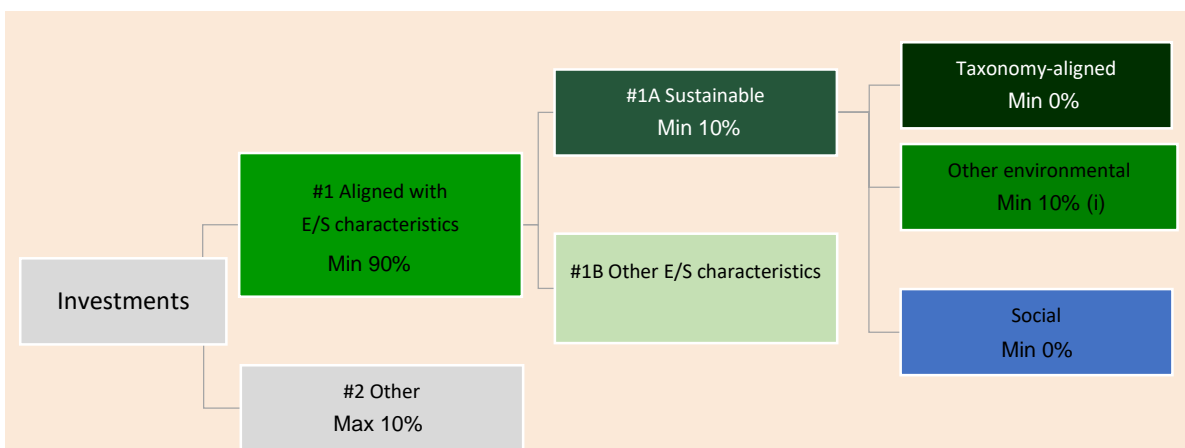 Investments
#1 Aligned with
E/S characteristics
Min 90%
#2 Other
Max 10%
#1A Sustainable
Min 10%
#1B Other E/S characteristics
Taxonomy-aligned
Min 0%
Other environmental
Min 10% (i)
Social
Min 0%